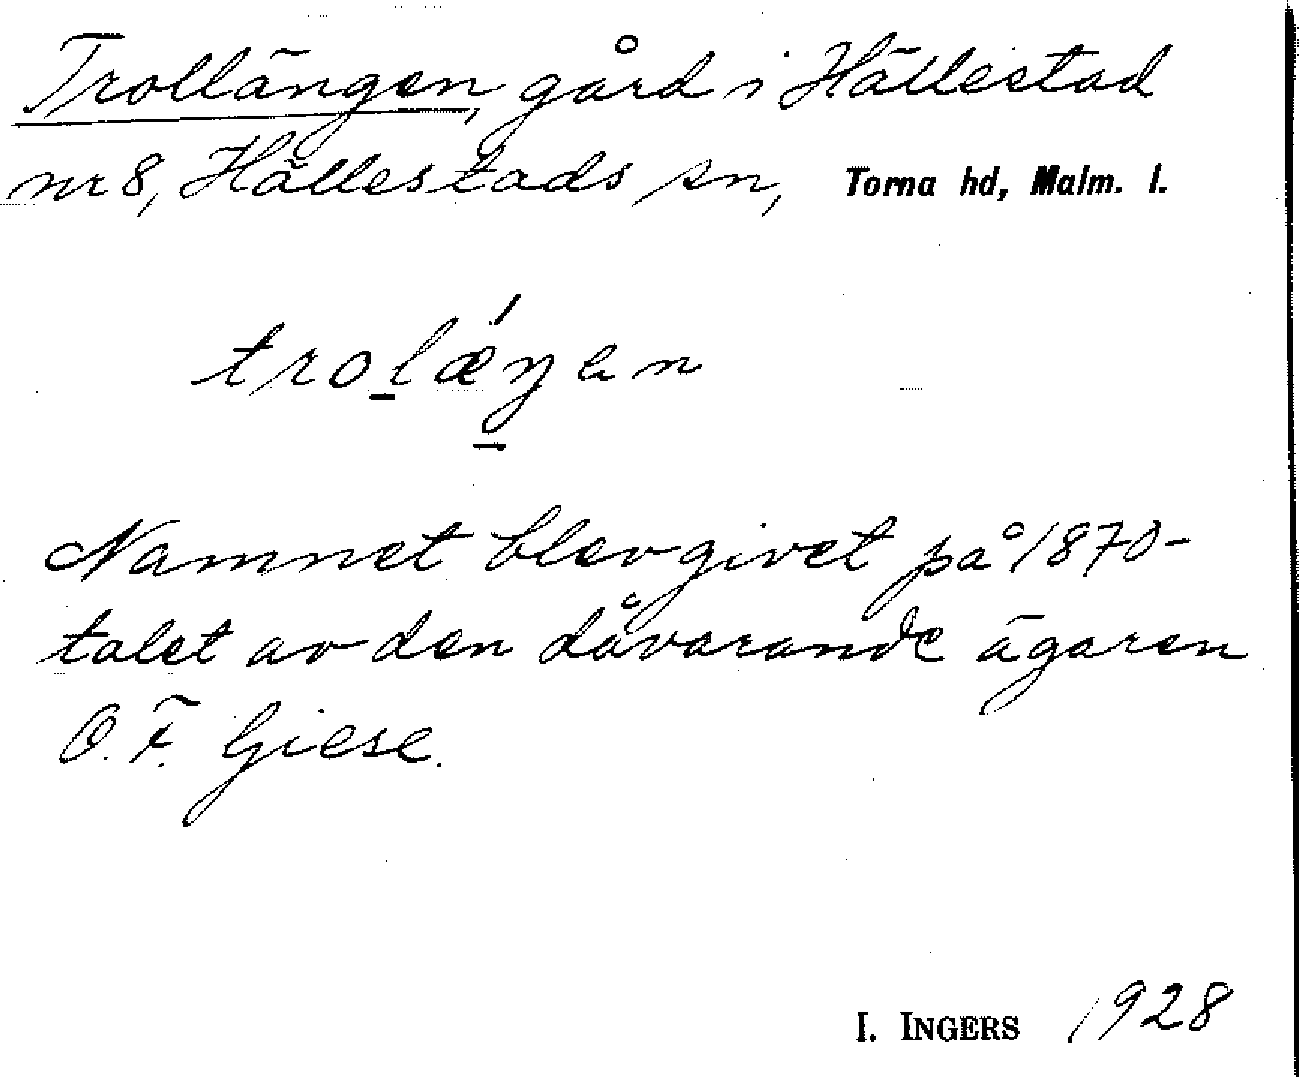 Trollängen, gård i Hällestad
nr 8, Hällestads sn, Torna hd, Malm. l.
trolǽŋen
Namnet blev givet på 1870-
talet av den dåvarande ägaren
O. F. Giese.
I. INGERS 1928